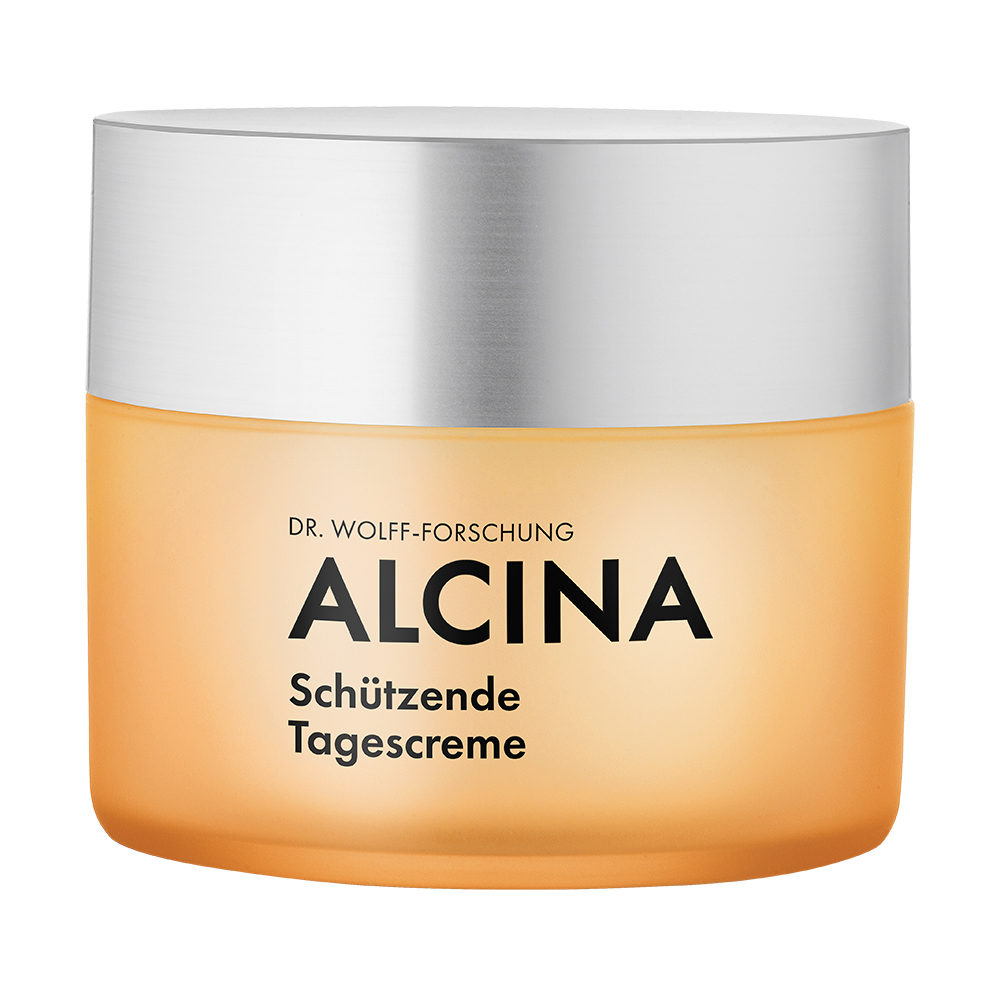 DR. WOLFF-FORSCHUNG
ALCINA
Schützende
Tagescreme